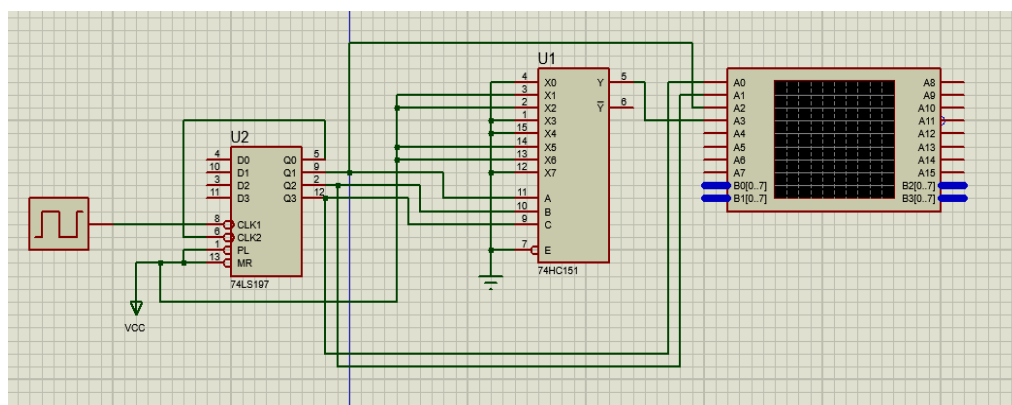 U1
4 X0 Y 5
3 X1
2 X2 Y 6
1 X3
15 X4
14 X5
13 X6
12 X7
11 A
10 B
9 C
7 E
74HC151
U2
4 D0 Q0 5
10 D1 Q1 9
3 D2 Q2 2
11 D3 Q3 12
8 CLK1
6 CLK2
1 PL
13 MR
74LS197
VCC
A0 A8
A1 A9
A2 A10
A3 A11
A4 A12
A5 A13
A6 A14
A7 A15
B0[0..7] B2[0..7]
B1[0..7] B3[0..7]